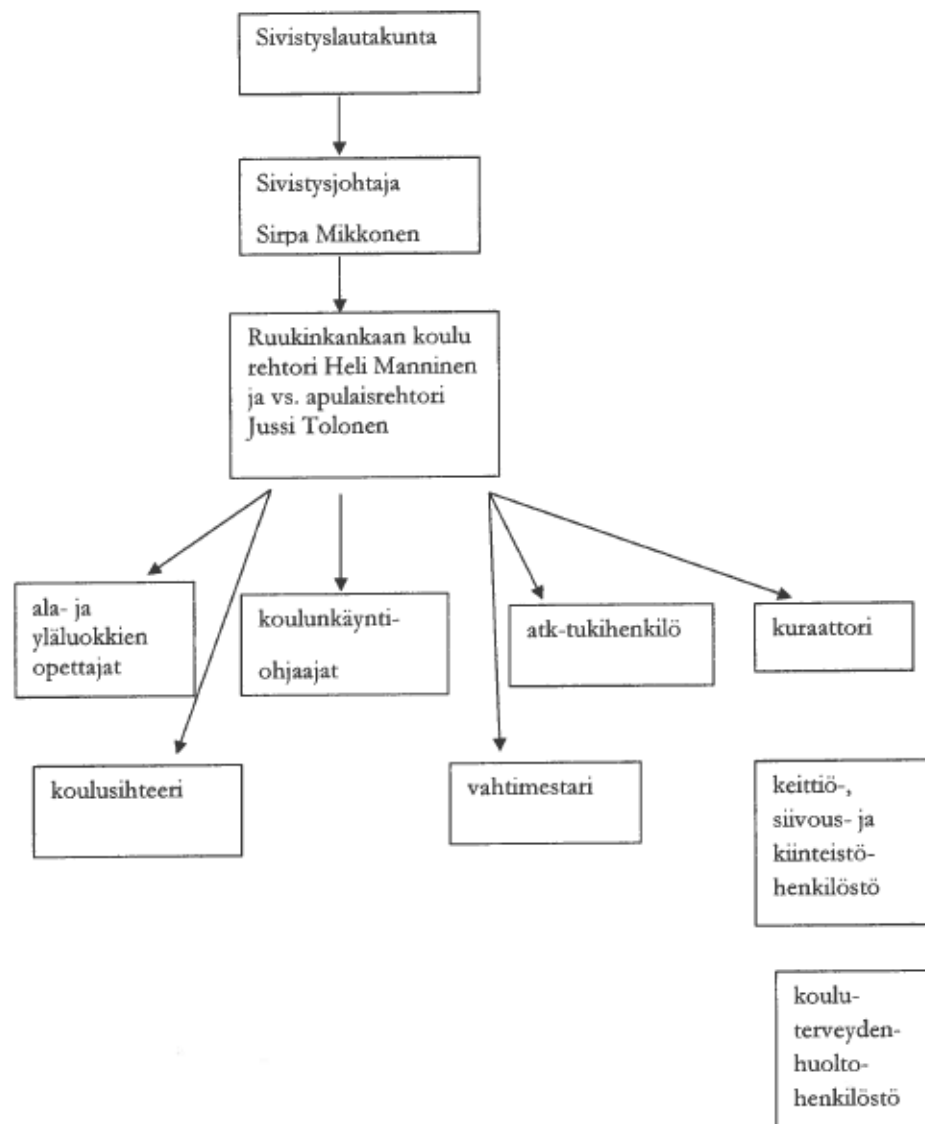 Sivistyslautakunta
Sivistysjohtaja
Sirpa Mikkonen
Ruukinkankaan koulu
rehtori Heli Manninen
ja vs. apulaisrehtori
Jussi Tolonen
ala- ja
yläluokkien
opettajat
koulunkäynti-
ohjaajat
atk-tukihenkilö
kuraattori
koulusihteeri
vahtimestari
keittiö-,
siivous- ja
kiinteistö-
henkilöstö
koulu-
terveyden-
huolto-
henkilöstö